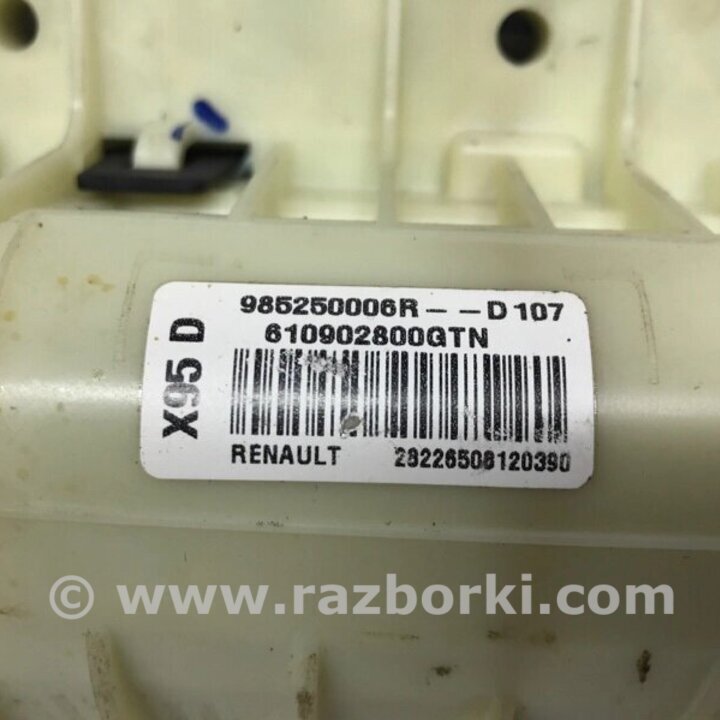 985250006R--D107
610902800GTN
X95 D
RENAULT 28226508120390
© www.razborki.com